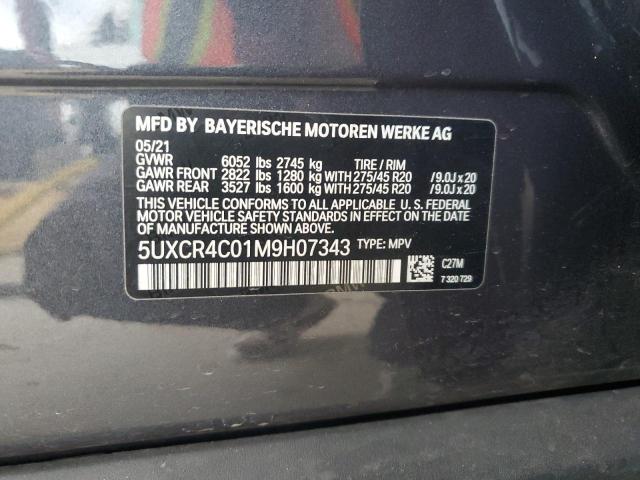 MFD BY BAYERISCHE MOTOREN WERKE AG
05/21
GVWR 6052 lbs 2745 kg TIRE / RIM
GAWR FRONT 2822 lbs 1280 kg WITH 275/45 R20 /9.0J x 20
GAWR REAR 3527 lbs 1600 kg WITH 275/45 R20 /9.0J x 20
THIS VEHICLE CONFORMS TO ALL APPLICABLE U. S. FEDERAL
MOTOR VEHICLE SAFETY STANDARDS IN EFFECT ON THE
DATE OF MANUFACTURE SHOWN ABOVE.
5UXCR4C01M9H07343 TYPE: MPV
C27M
7 320 729